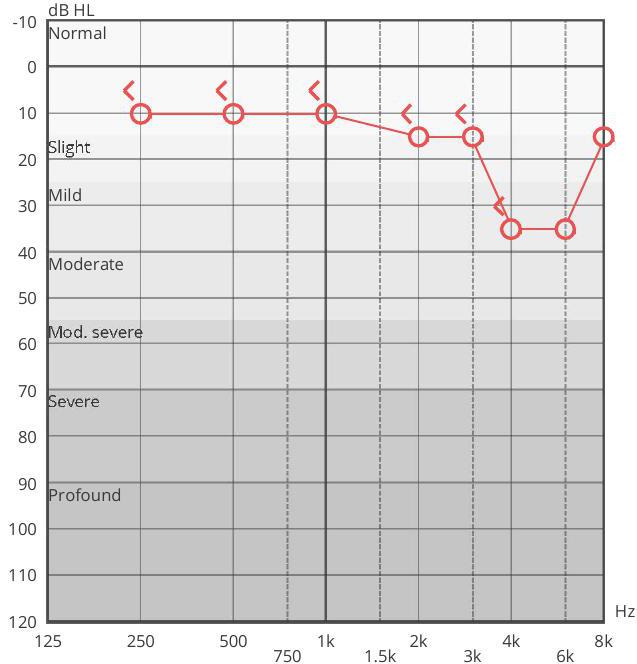 dB HL
-10
Normal
0
10
Slight
20
Mild
30
40
Moderate
50
Mod. severe
60
70
Severe
80
90
Profound
100
110
120
Hz
125 250 500 1k 2k 4k 8k
750 1.5k 3k 6k